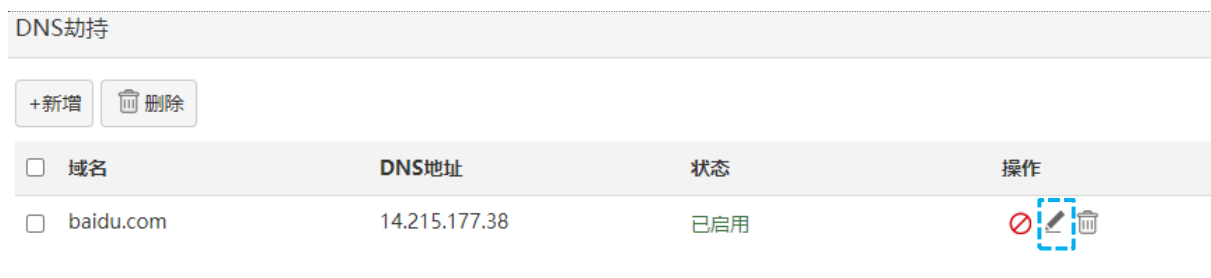 DNS劫持
+新增 删除
域名 DNS地址 状态 操作
baidu.com 14.215.177.38 已启用